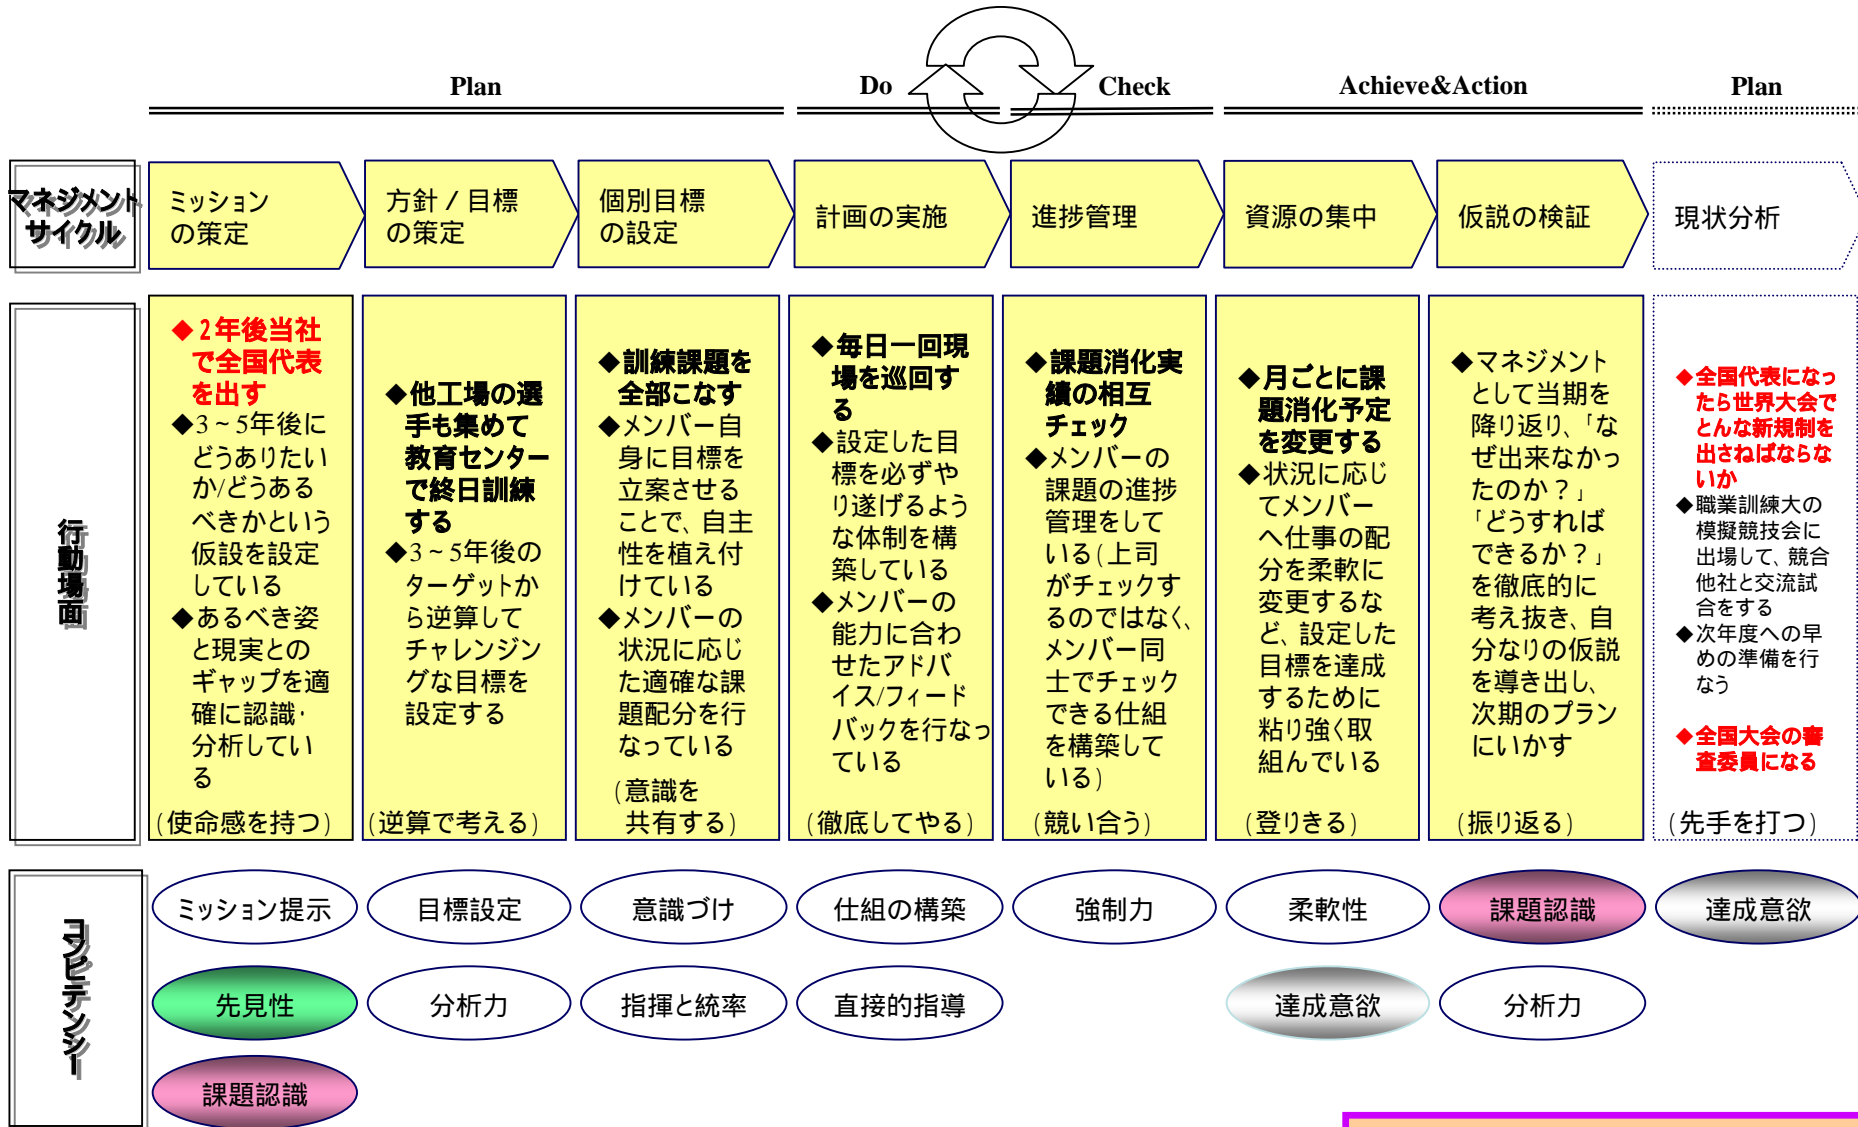 Plan
Do
Check
Achieve&Action
Plan
マネジメント
サイクル
ミッション
の策定
方針 / 目標
の策定
個別目標
の設定
計画の実施
進捗管理
資源の集中
仮説の検証
現状分析
行動場面
◆2年後当社
で全国代表
を出す
◆3~5年後に
どうありたい
か/どうある
べきかという
仮設を設定
している
◆あるべき姿
と現実との
ギャップを適
確に認識・
分析してい
る
(使命感を持つ)
◆他工場の選
手も集めて
教育センター
で終日訓練
する
◆3~5年後の
ターゲットか
ら逆算して
チャレンジン
グな目標を
設定する
(逆算で考える)
◆訓練課題を
全部こなす
◆メンバー自
身に目標を
立案させる
ことで、自主
性を植え付
けている
◆メンバーの
状況に応じ
た適確な課
題配分を行
なっている
(意識を
共有する)
◆毎日一回現
場を巡回す
る
◆設定した目
標を必ずや
り遂げるよう
な体制を構
築している
◆メンバーの
能力に合わ
せたアドバ
イス/フィード
バックを行なっ
ている
(徹底してやる)
◆課題消化実
績の相互
チェック
◆メンバーの
課題の進捗
管理をして
いる(上司
がチェックす
るのではなく、
メンバー同
士でチェック
できる仕組
を構築して
いる)
(競い合う)
◆月ごとに課
題消化予定
を変更する
◆状況に応じ
てメンバー
へ仕事の配
分を柔軟に
変更するな
ど、設定した
目標を達成
するために
粘り強く取
組んでいる
(登りきる)
◆マネジメント
として当期を
降り返り、「な
ぜ出来なかっ
たのか?」
「どうすれば
できるか?」
を徹底的に
考え抜き、自
分なりの仮説
を導き出し、
次期のプラン
にいかす
(振り返る)
◆全国代表になっ
たら世界大会で
とんな新規制を
出さねばならな
いか
◆職業訓練大の
模擬競技会に
出場して、競合
他社と交流試
合をする
◆次年度への早
めの準備を行
なう
◆全国大会の審
査委員になる
(先手を打つ)
コンピテンシー
ミッション提示
目標設定
意識づけ
仕組の構築
強制力
柔軟性
課題認識
達成意欲
先見性
分析力
指揮と統率
直接的指導
達成意欲
分析力
課題認識